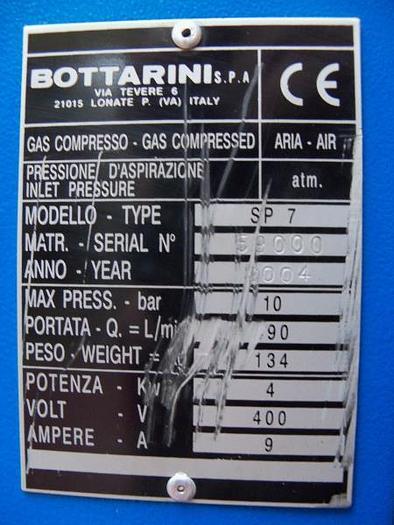 BOTTARINI S.P.A
VIA TEVERE 6
21015 LONATE P. (VA) ITALY
CE
GAS COMPRESSO - GAS COMPRESSED ARIA - AIR
PRESSIONE D'ASPIRAZIONE
INLET PRESSURE atm.
MODELLO - TYPE SP 7
MATR. - SERIAL N°
ANNO - YEAR
MAX PRESS. - bar 10
PORTATA - Q. = L/min 90
PESO - WEIGHT = 134
POTENZA - Kw 4
VOLT - V 400
AMPERE - A 9